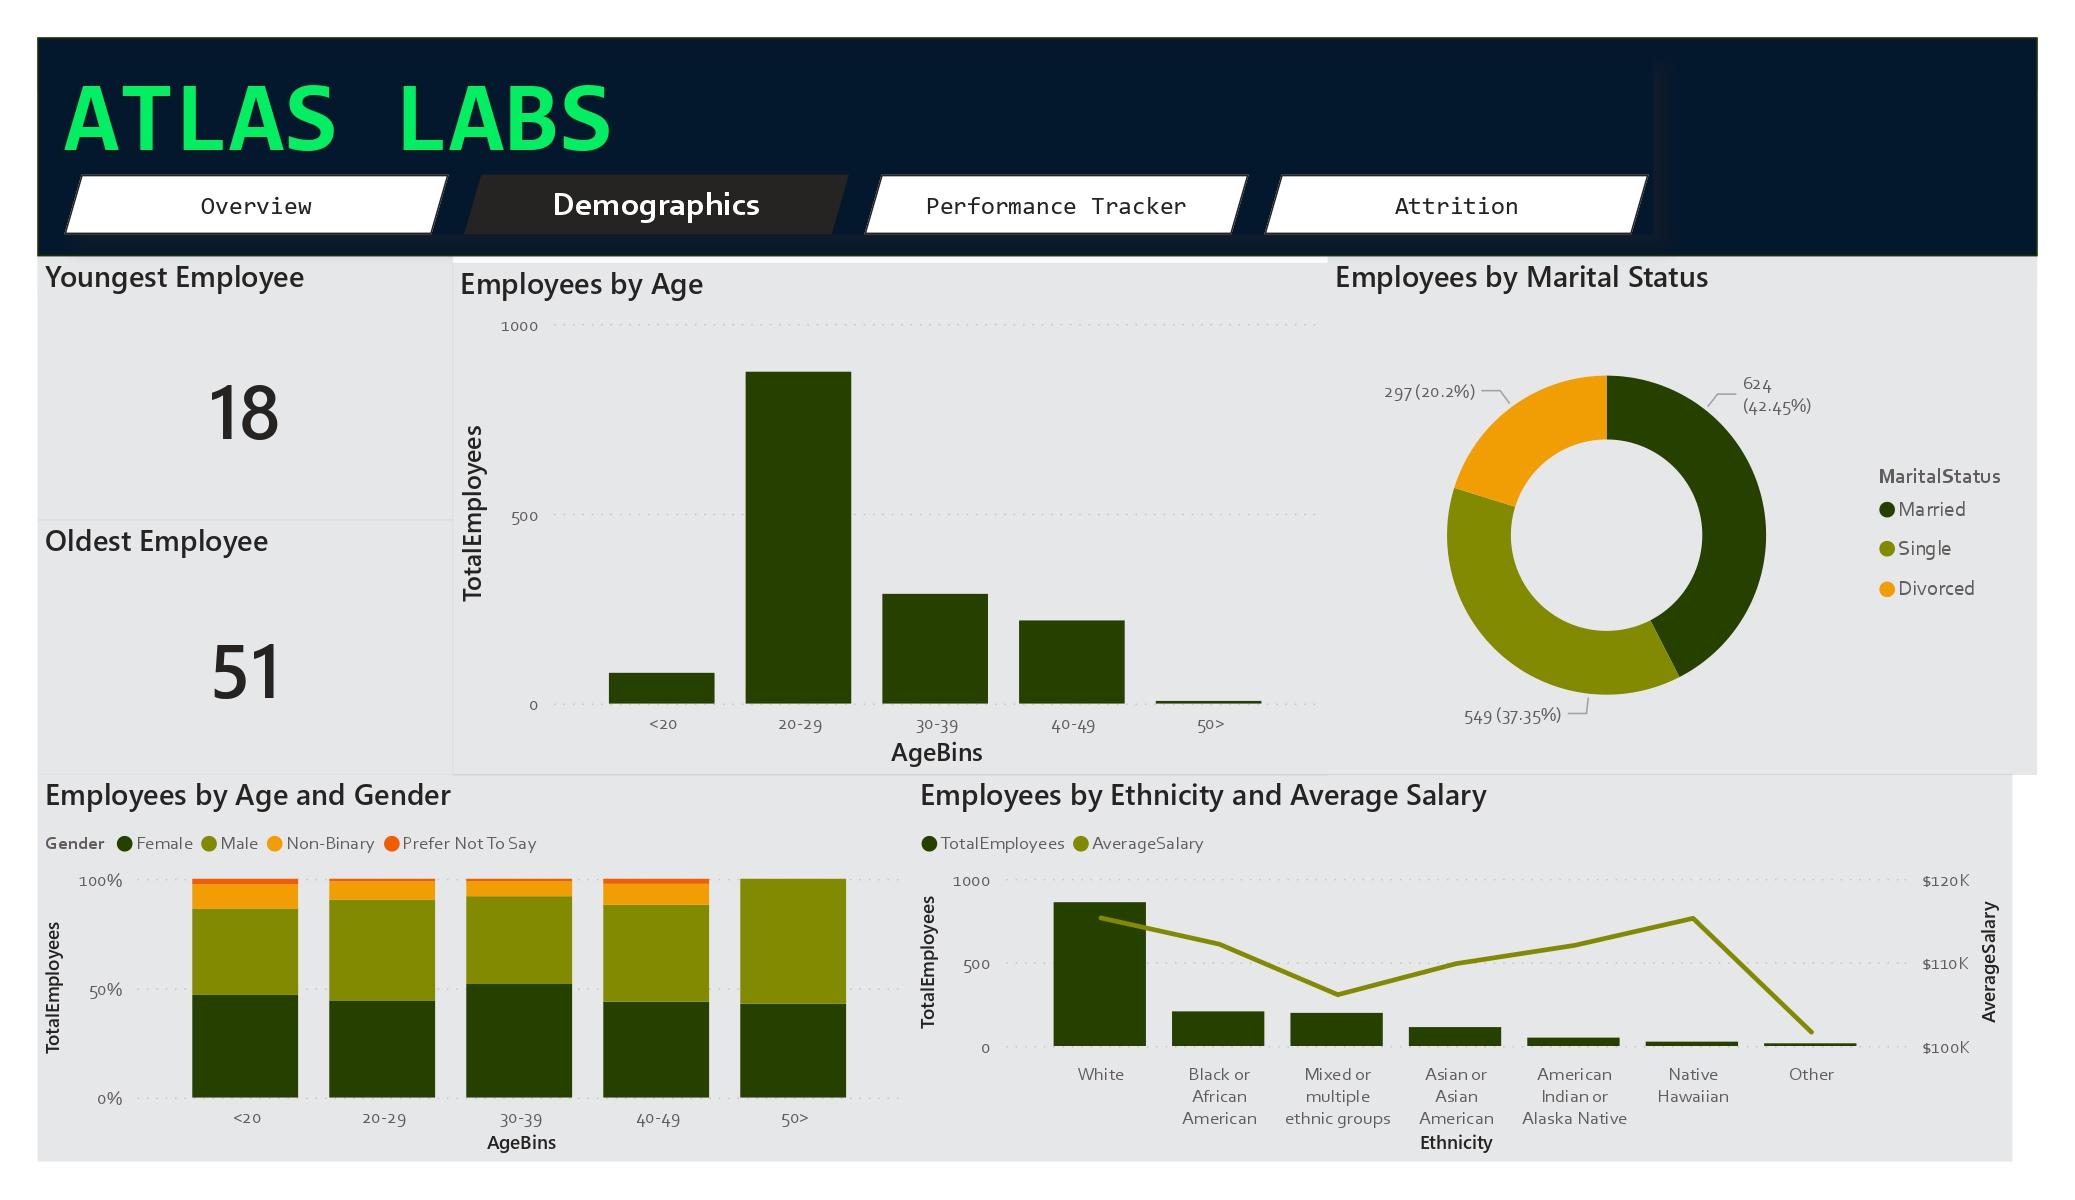 ATLAS LABS
Overview
Demographics
Performance Tracker
Attrition
Youngest Employee
18
Oldest Employee
51
Employees by Age
TotalEmployees
1000
500
0
<20
20-29
30-39
40-49
50>
AgeBins
Employees by Marital Status
297 (20.2%)
624
(42.45%)
549 (37.35%)
MaritalStatus
Married
Single
Divorced
Employees by Age and Gender
Gender Female Male Non-Binary Prefer Not To Say
TotalEmployees
100%
50%
0%
<20
20-29
30-39
40-49
50>
AgeBins
Employees by Ethnicity and Average Salary
TotalEmployees AverageSalary
TotalEmployees
1000
500
0
$120K
$110K
$100K
AverageSalary
White
Black or
African
American
Mixed or
multiple
ethnic groups
Asian or
Asian
American
American
Indian or
Alaska Native
Native
Hawaiian
Other
Ethnicity